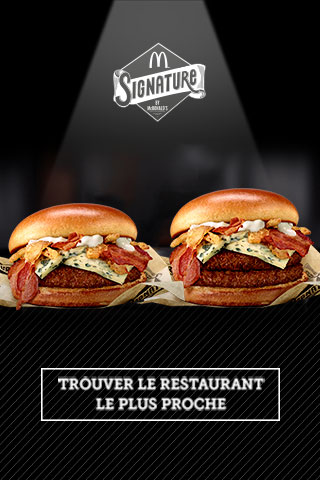 SIGNATURE
BY
McDONALD'S
TROUVER LE RESTAURANT
LE PLUS PROCHE